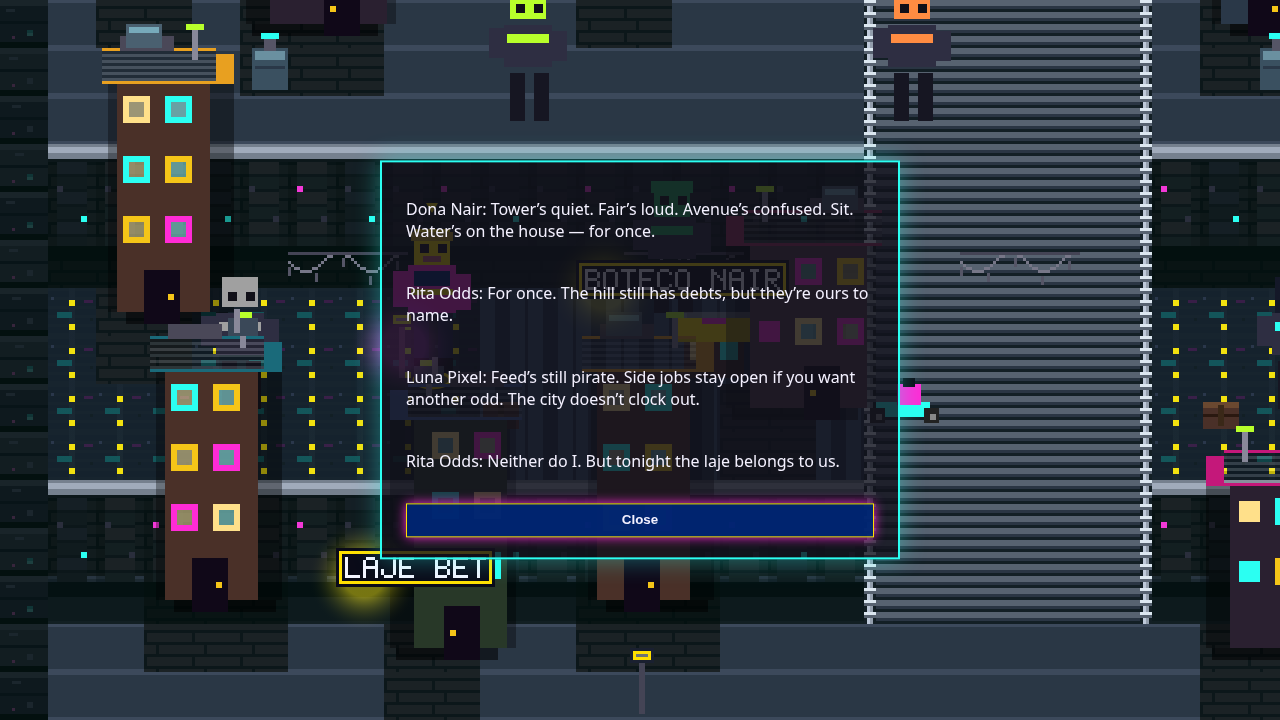 Dona Nair: Tower’s quiet. Fair’s loud. Avenue’s confused. Sit.
Water’s on the house — for once.
BOTECO NAIR
Rita Odds: For once. The hill still has debts, but they’re ours to
name.
Luna Pixel: Feed’s still pirate. Side jobs stay open if you want
another odd. The city doesn’t clock out.
Rita Odds: Neither do I. But tonight the laje belongs to us.
Close
LAJE BET